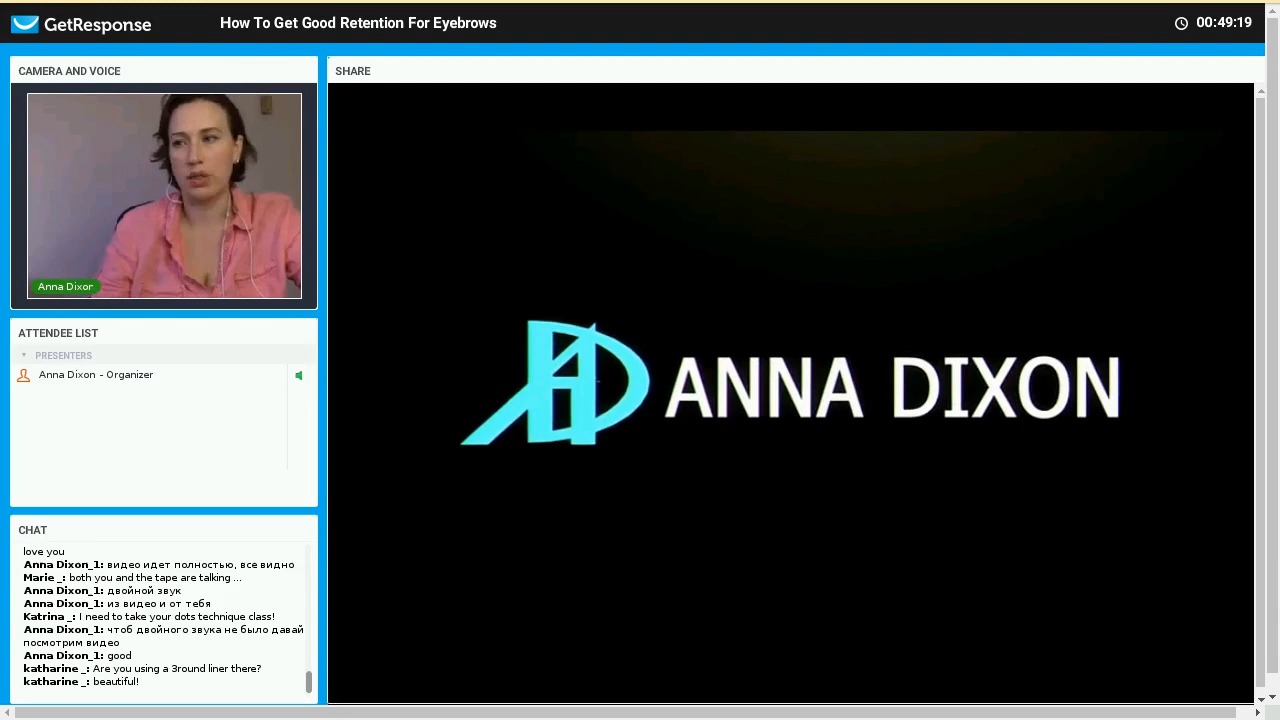 GetResponse
How To Get Good Retention For Eyebrows
00:49:19
CAMERA AND VOICE
Anna Dixon
ATTENDEE LIST
PRESENTERS
Anna Dixon - Organizer
CHAT
love you
Anna Dixon_1: видео идет полностью, все видно
Marie _: both you and the tape are talking ...
Anna Dixon_1: двойной звук
Anna Dixon_1: из видео и от тебя
Katrina _: I need to take your dots technique class!
Anna Dixon_1: чтоб двойного звука не было давай
посмотрим видео
Anna Dixon_1: good
katharine _: Are you using a 3round liner there?
katharine _: beautiful!
SHARE
ANNA DIXON